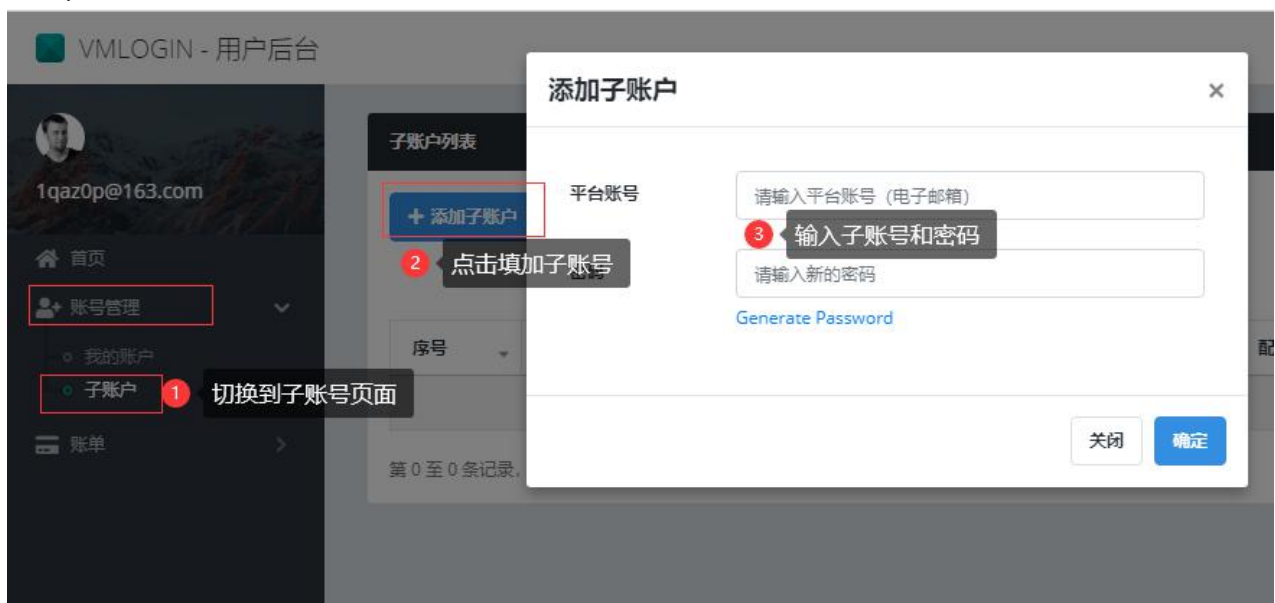 VMLOGIN - 用户后台
1qaz0p@163.com
首页
账号管理
我的账户
子账户
1 切换到子账号页面
账单
子账户列表
+ 添加子账户
2 点击填加子账号
序号
配
第 0 至 0 条记录,
添加子账户
×
平台账号
请输入平台账号 (电子邮箱)
3 输入子账号和密码
请输入新的密码
Generate Password
关闭
确定